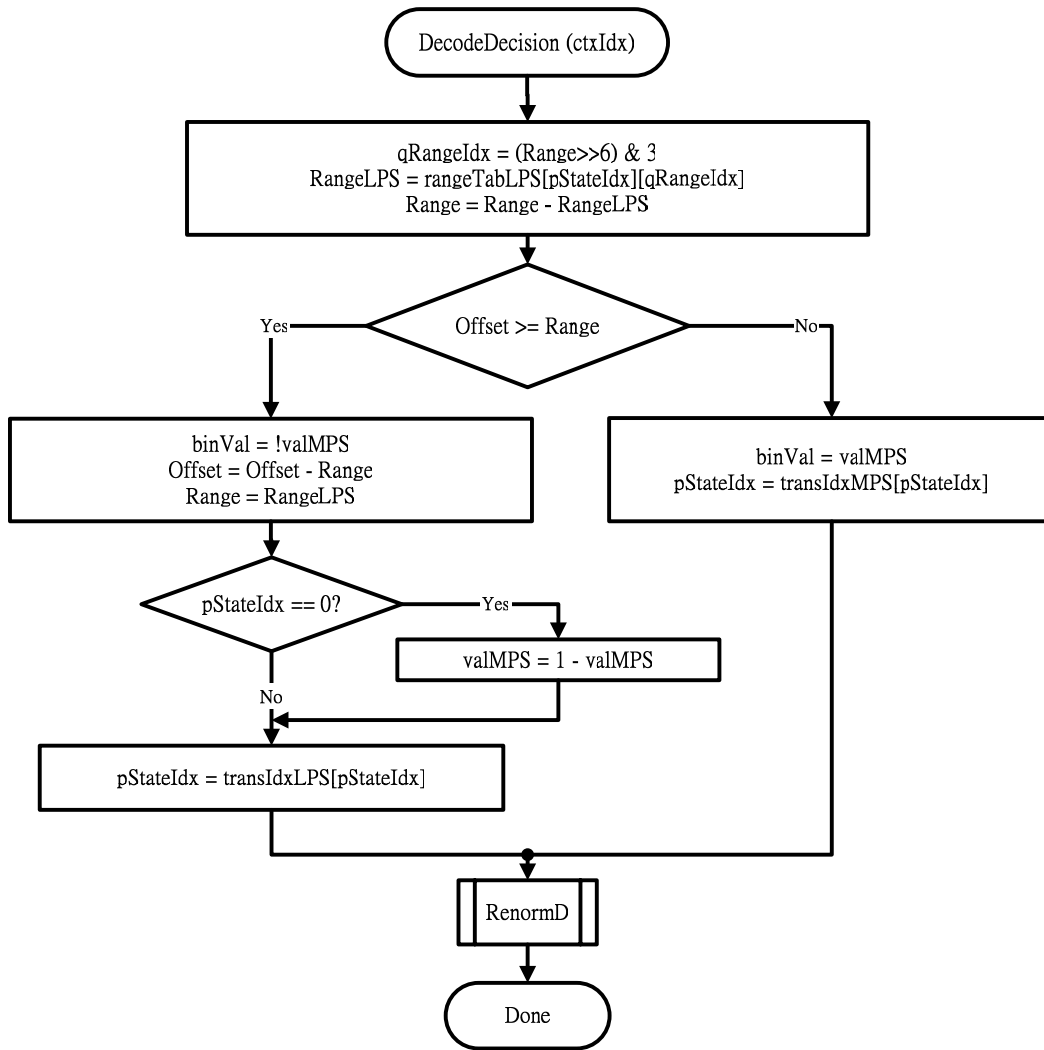 DecodeDecision (ctxIdx)
qRangeIdx = (Range>>6) & 3
RangeLPS = rangeTabLPS[pStateIdx][qRangeIdx]
Range = Range - RangeLPS
Offset >= Range
Yes
No
binVal = !valMPS
Offset = Offset - Range
Range = RangeLPS
binVal = valMPS
pStateIdx = transIdxMPS[pStateIdx]
pStateIdx == 0?
Yes
valMPS = 1 - valMPS
No
pStateIdx = transIdxLPS[pStateIdx]
RenormD
Done